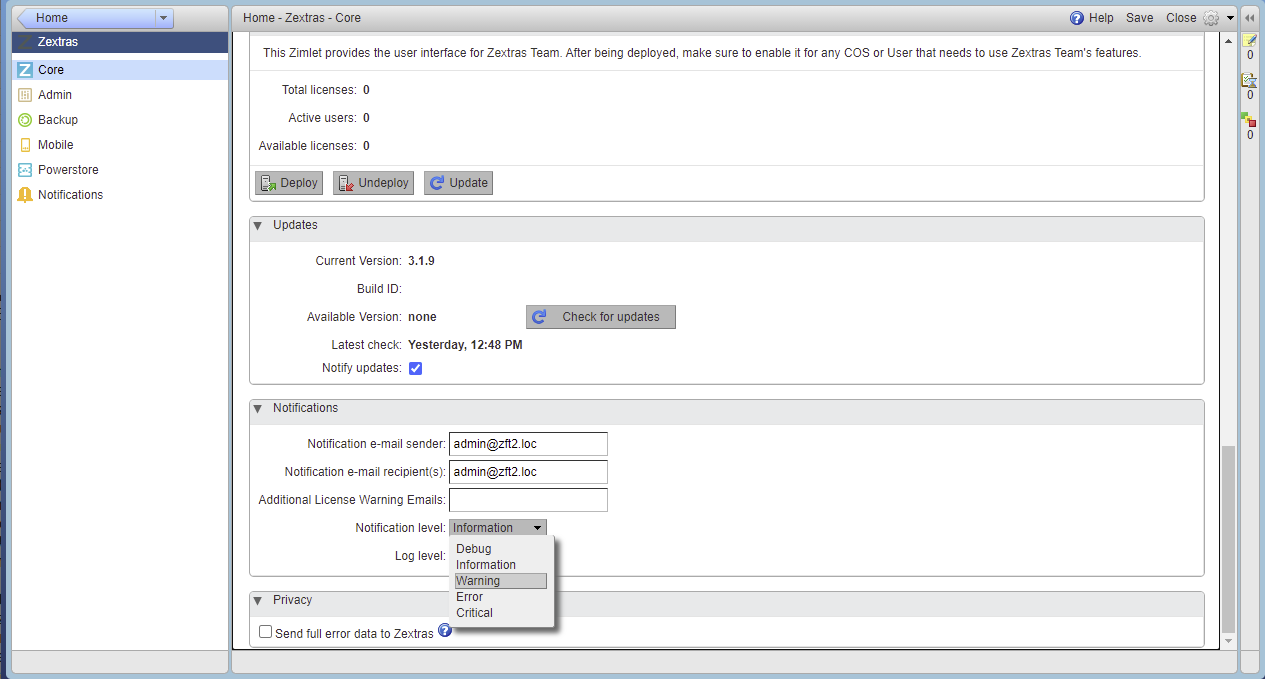 Home
Home - Zextras - Core
Help Save Close
Zextras
Core
Admin
Backup
Mobile
Powerstore
Notifications
This Zimlet provides the user interface for Zextras Team. After being deployed, make sure to enable it for any COS or User that needs to use Zextras Team's features.
Total licenses: 0
Active users: 0
Available licenses: 0
Deploy Undeploy Update
Updates
Current Version: 3.1.9
Build ID:
Available Version: none Check for updates
Latest check: Yesterday, 12:48 PM
Notify updates:
Notifications
Notification e-mail sender: admin@zft2.loc
Notification e-mail recipient(s): admin@zft2.loc
Additional License Warning Emails:
Notification level: Information
Log level:
Debug
Information
Warning
Error
Critical
Privacy
Send full error data to Zextras
0
0
0